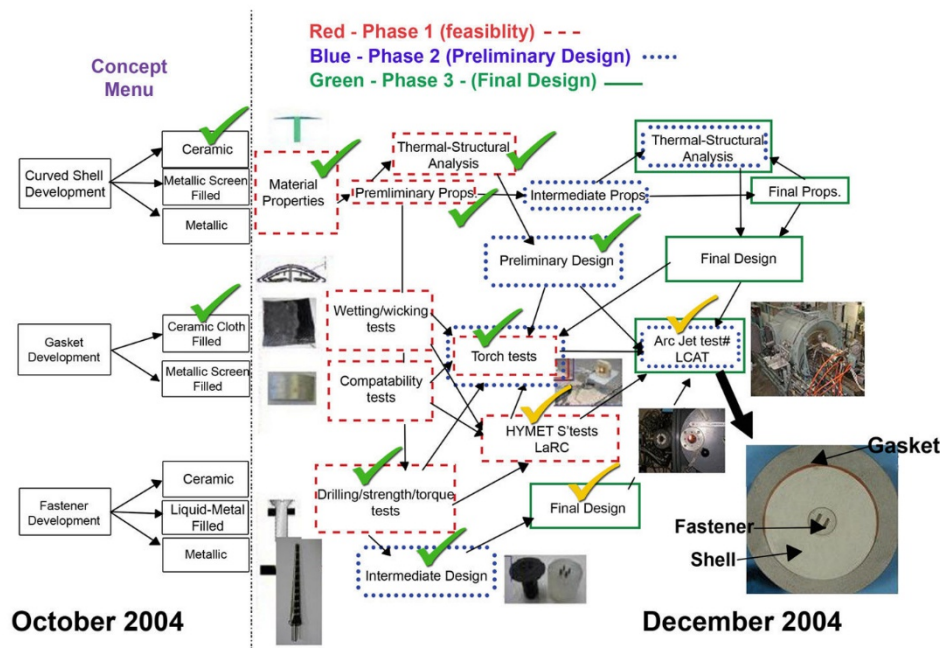 Red - Phase 1 (feasiblity)
Blue - Phase 2 (Preliminary Design)
Green - Phase 3 - (Final Design)
Concept
Menu
Curved Shell
Development
Ceramic
Metallic Screen
Filled
Metallic
Gasket
Development
Ceramic Cloth
Filled
Metallic Screen
Filled
Fastener
Development
Ceramic
Liquid-Metal
Filled
Metallic
October 2004
Material
Properties
Thermal-Structural
Analysis
Premliminary Props.
Intermediate Props
Thermal-Structural
Analysis
Final Props.
Preliminary Design
Final Design
Wetting/wicking
tests
Torch tests
Arc Jet test#
LCAT
Compatability
tests
HYMET S'tests
LaRC
Drilling/strength/torque
tests
Final Design
Intermediate Design
Gasket
Fastener
Shell
December 2004